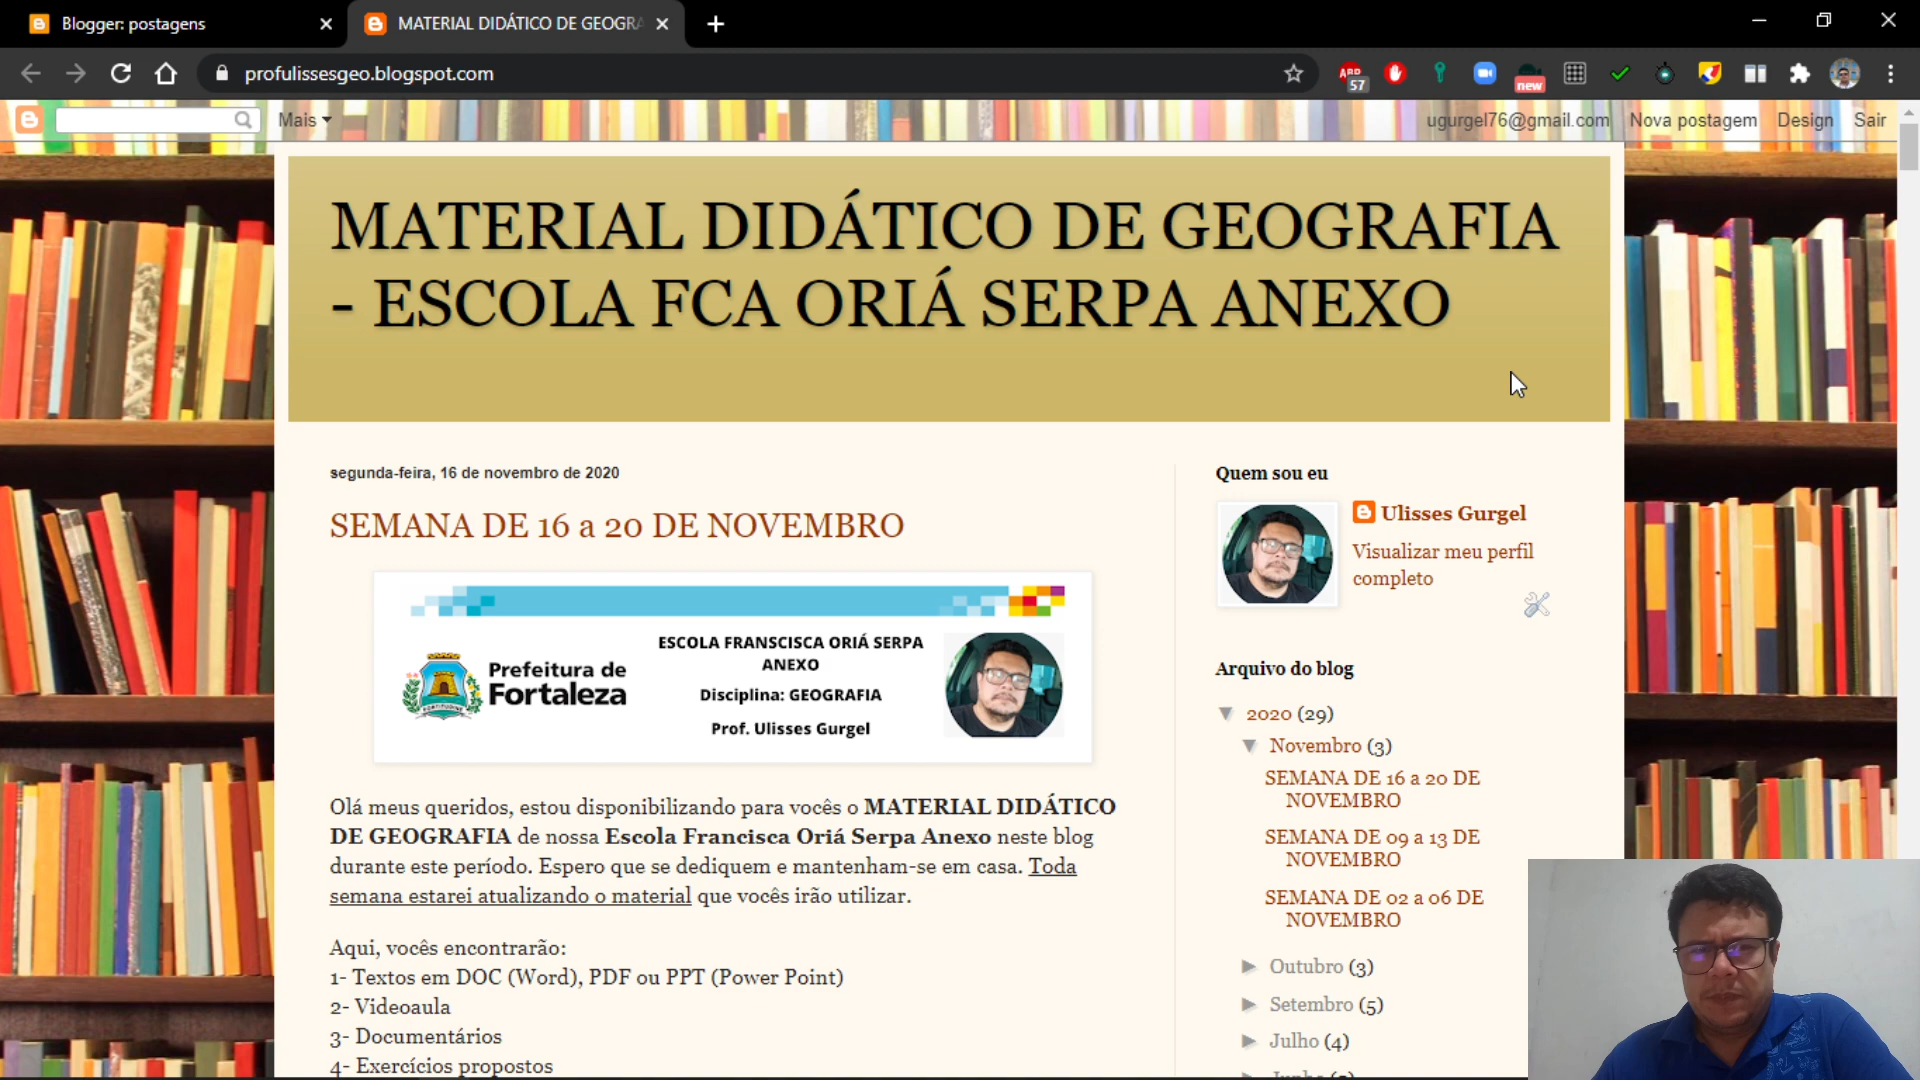 Blogger: postagens
MATERIAL DIDÁTICO DE GEOGRA
profulissesgeo.blogspot.com
ABP
57
new
Mais
ugurgel76@gmail.com
Nova postagem
Design
Sair
MATERIAL DIDÁTICO DE GEOGRAFIA
- ESCOLA FCA ORIÁ SERPA ANEXO
segunda-feira, 16 de novembro de 2020
SEMANA DE 16 a 20 DE NOVEMBRO
Prefeitura de
Fortaleza
ESCOLA FRANSCISCA ORIÁ SERPA
ANEXO
Disciplina: GEOGRAFIA
Prof. Ulisses Gurgel
Olá meus queridos, estou disponibilizando para vocês o MATERIAL DIDÁTICO
DE GEOGRAFIA de nossa Escola Francisca Oriá Serpa Anexo neste blog
durante este período. Espero que se dediquem e mantenham-se em casa. Toda
semana estarei atualizando o material que vocês irão utilizar.
Aqui, vocês encontrarão:
1- Textos em DOC (Word), PDF ou PPT (Power Point)
2- Videoaula
3- Documentários
4- Exercícios propostos
Quem sou eu
Ulisses Gurgel
Visualizar meu perfil
completo
Arquivo do blog
2020 (29)
Novembro (3)
SEMANA DE 16 a 20 DE
NOVEMBRO
SEMANA DE 09 a 13 DE
NOVEMBRO
SEMANA DE 02 a 06 DE
NOVEMBRO
Outubro (3)
Setembro (5)
Julho (4)